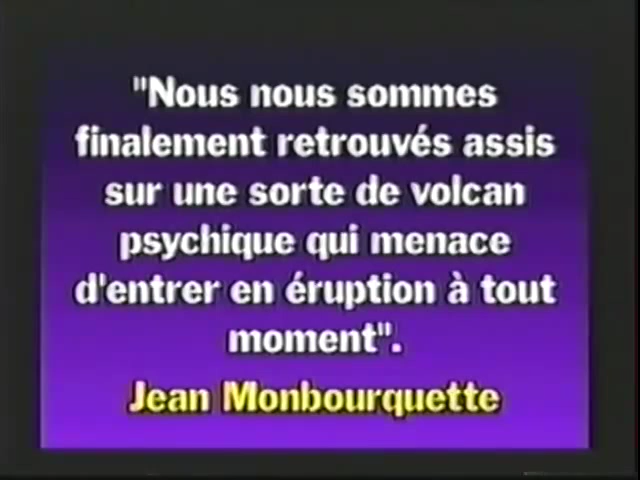 "Nous nous sommes
finalement retrouvés assis
sur une sorte de volcan
psychique qui menace
d'entrer en éruption à tout
moment".
Jean Monbourquette